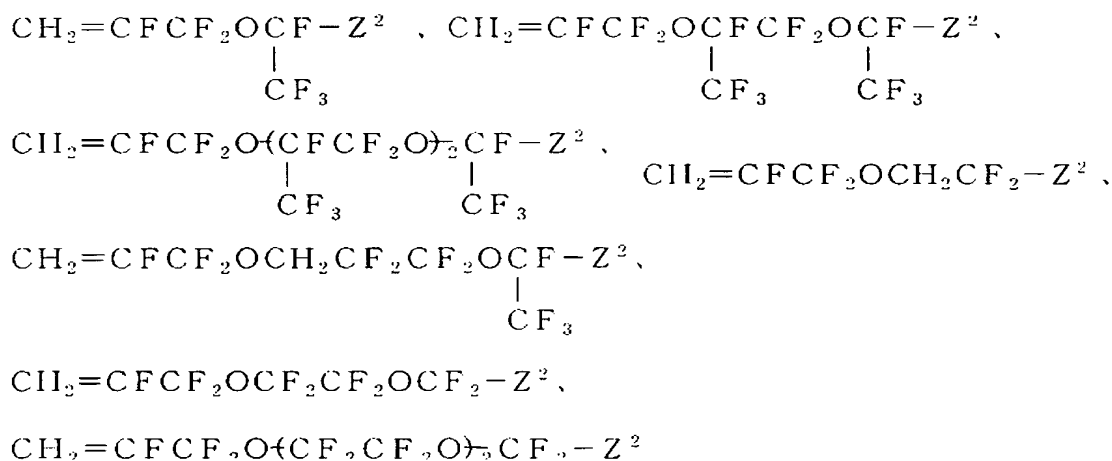 CH₂=CFCF₂OCF−Z² 、 CH₂=CFCF₂OCFCF₂OCF−Z² 、
CF₃ CF₃ CF₃
CH₂=CFCF₂O(CFCF₂O)₂CF−Z² 、 CH₂=CFCF₂OCH₂CF₂−Z² 、
CF₃ CF₃
CH₂=CFCF₂OCH₂CF₂CF₂OCF−Z² 、
CF₃
CH₂=CFCF₂OCF₂CF₂OCF₂−Z² 、
CH₂=CFCF₂O(CF₂CF₂O)₂CF₂−Z²